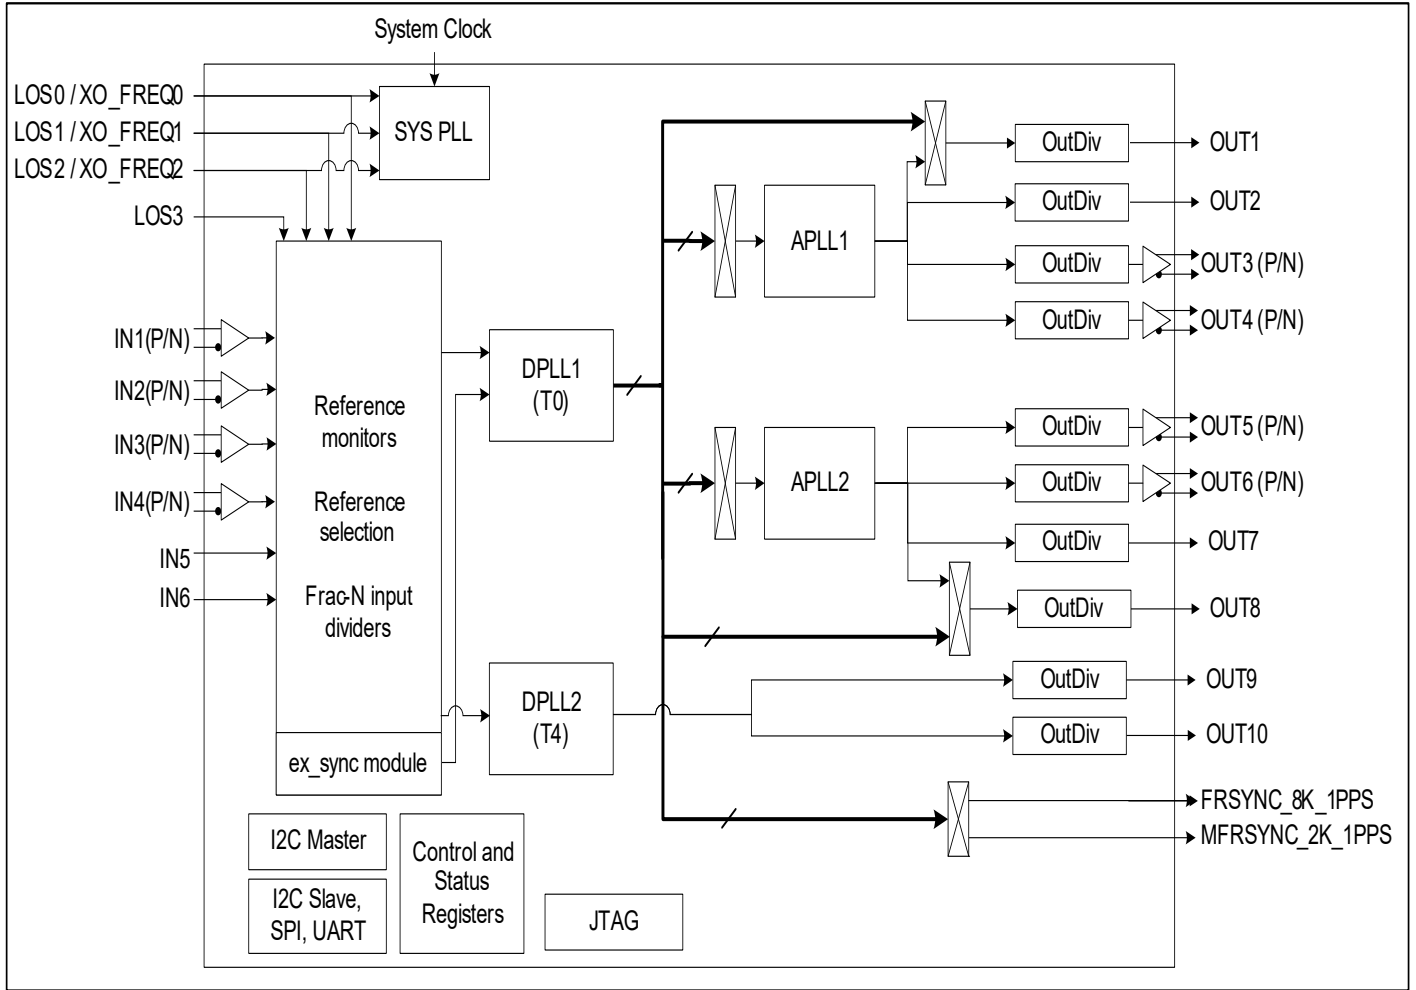 System Clock
LOS0 / XO_FREQ0
LOS1 / XO_FREQ1
LOS2 / XO_FREQ2
LOS3
SYS PLL
IN1(P/N)
IN2(P/N)
IN3(P/N)
IN4(P/N)
IN5
IN6
Reference
monitors
Reference
selection
Frac-N input
dividers
ex_sync module
DPLL1
(T0)
DPLL2
(T4)
APLL1
APLL2
OutDiv
OUT1
OutDiv
OUT2
OutDiv
OUT3 (P/N)
OutDiv
OUT4 (P/N)
OutDiv
OUT5 (P/N)
OutDiv
OUT6 (P/N)
OutDiv
OUT7
OutDiv
OUT8
OutDiv
OUT9
OutDiv
OUT10
FRSYNC_8K_1PPS
MFRSYNC_2K_1PPS
I2C Master
I2C Slave,
SPI, UART
Control and
Status
Registers
JTAG